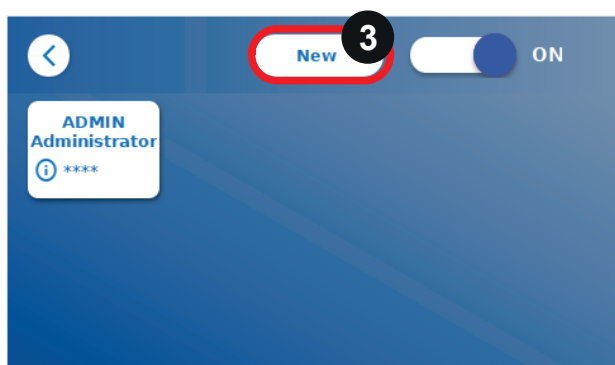 New
3
ON
ADMIN
Administrator
i ****